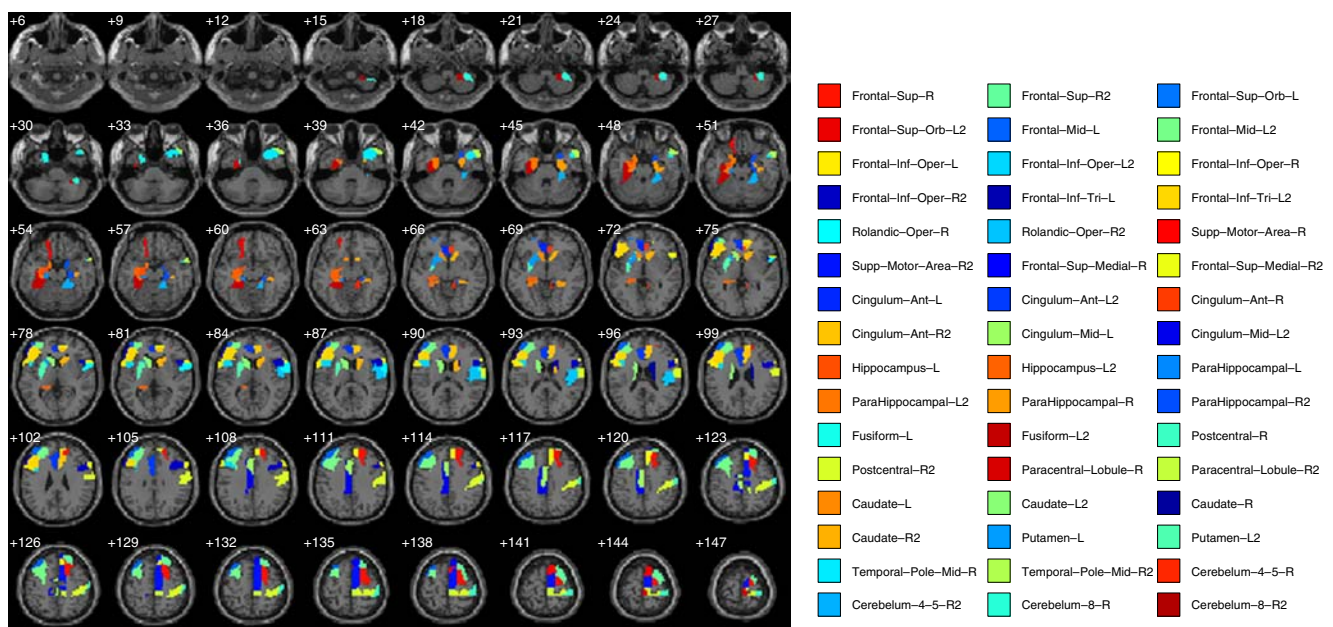 +6 +9 +12 +15 +18 +21 +24 +27
+30 +33 +36 +39 +42 +45 +48 +51
+54 +57 +60 +63 +66 +69 +72 +75
+78 +81 +84 +87 +90 +93 +96 +99
+102 +105 +108 +111 +114 +117 +120 +123
+126 +129 +132 +135 +138 +141 +144 +147
Frontal–Sup–R Frontal–Sup–R2 Frontal–Sup–Orb–L
Frontal–Sup–Orb–L2 Frontal–Mid–L Frontal–Mid–L2
Frontal–Inf–Oper–L Frontal–Inf–Oper–L2 Frontal–Inf–Oper–R
Frontal–Inf–Oper–R2 Frontal–Inf–Tri–L Frontal–Inf–Tri–L2
Rolandic–Oper–R Rolandic–Oper–R2 Supp–Motor–Area–R
Supp–Motor–Area–R2 Frontal–Sup–Medial–R Frontal–Sup–Medial–R2
Cingulum–Ant–L Cingulum–Ant–L2 Cingulum–Ant–R
Cingulum–Ant–R2 Cingulum–Mid–L Cingulum–Mid–L2
Hippocampus–L Hippocampus–L2 ParaHippocampal–L
ParaHippocampal–L2 ParaHippocampal–R ParaHippocampal–R2
Fusiform–L Fusiform–L2 Postcentral–R
Postcentral–R2 Paracentral–Lobule–R Paracentral–Lobule–R2
Caudate–L Caudate–L2 Caudate–R
Caudate–R2 Putamen–L Putamen–L2
Temporal–Pole–Mid–R Temporal–Pole–Mid–R2 Cerebelum–4–5–R
Cerebelum–4–5–R2 Cerebelum–8–R Cerebelum–8–R2